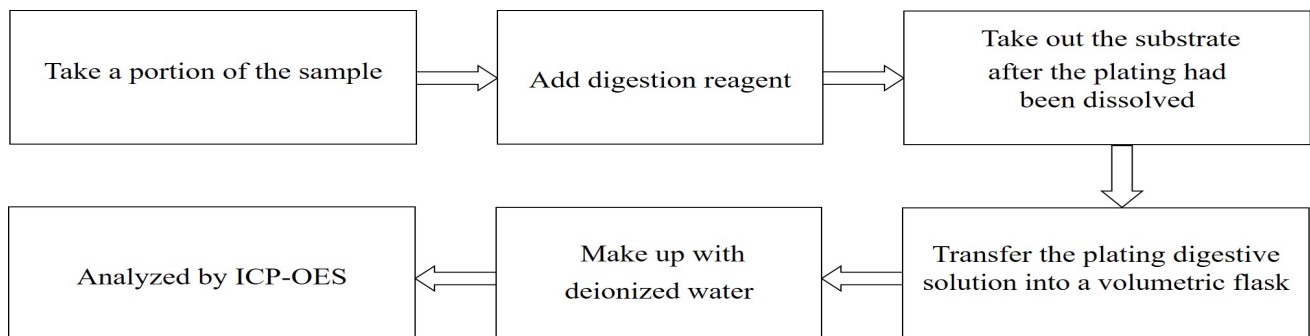 Take a portion of the sample
Add digestion reagent
Take out the substrate
after the plating had
been dissolved
Transfer the plating digestive
solution into a volumetric flask
Make up with
deionized water
Analyzed by ICP-OES